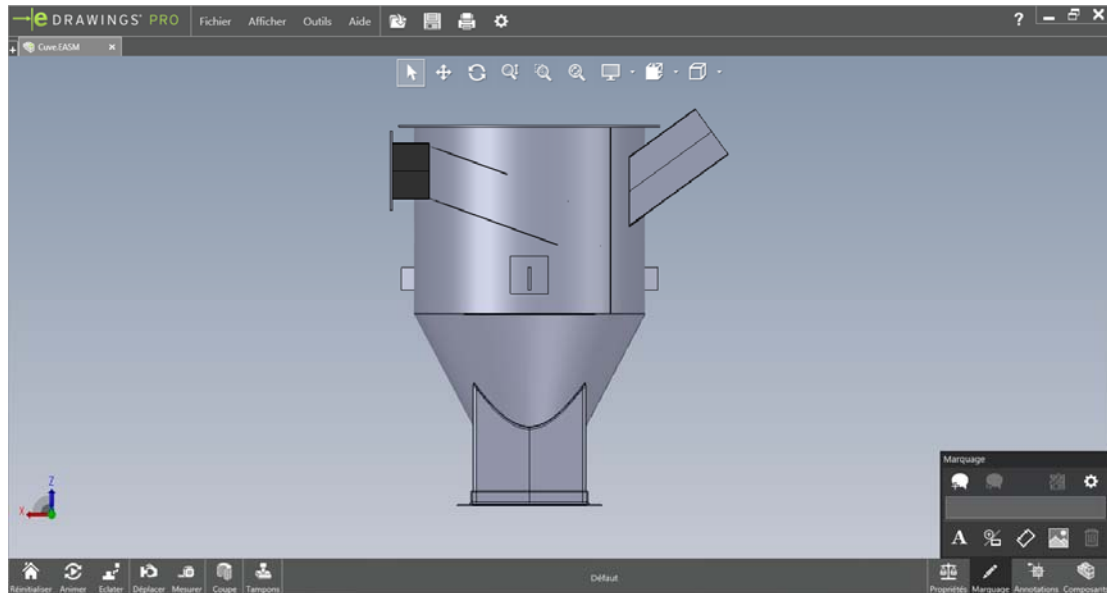 eDRAWINGS® PRO Fichier Afficher Outils Aide ?
+ Cuve.EASM ×
Z
X
Marquage
A
Réinitialiser Animer Eclater Déplacer Mesurer Coupe Tampons Défaut Propriétés Marquage Annotations Composants